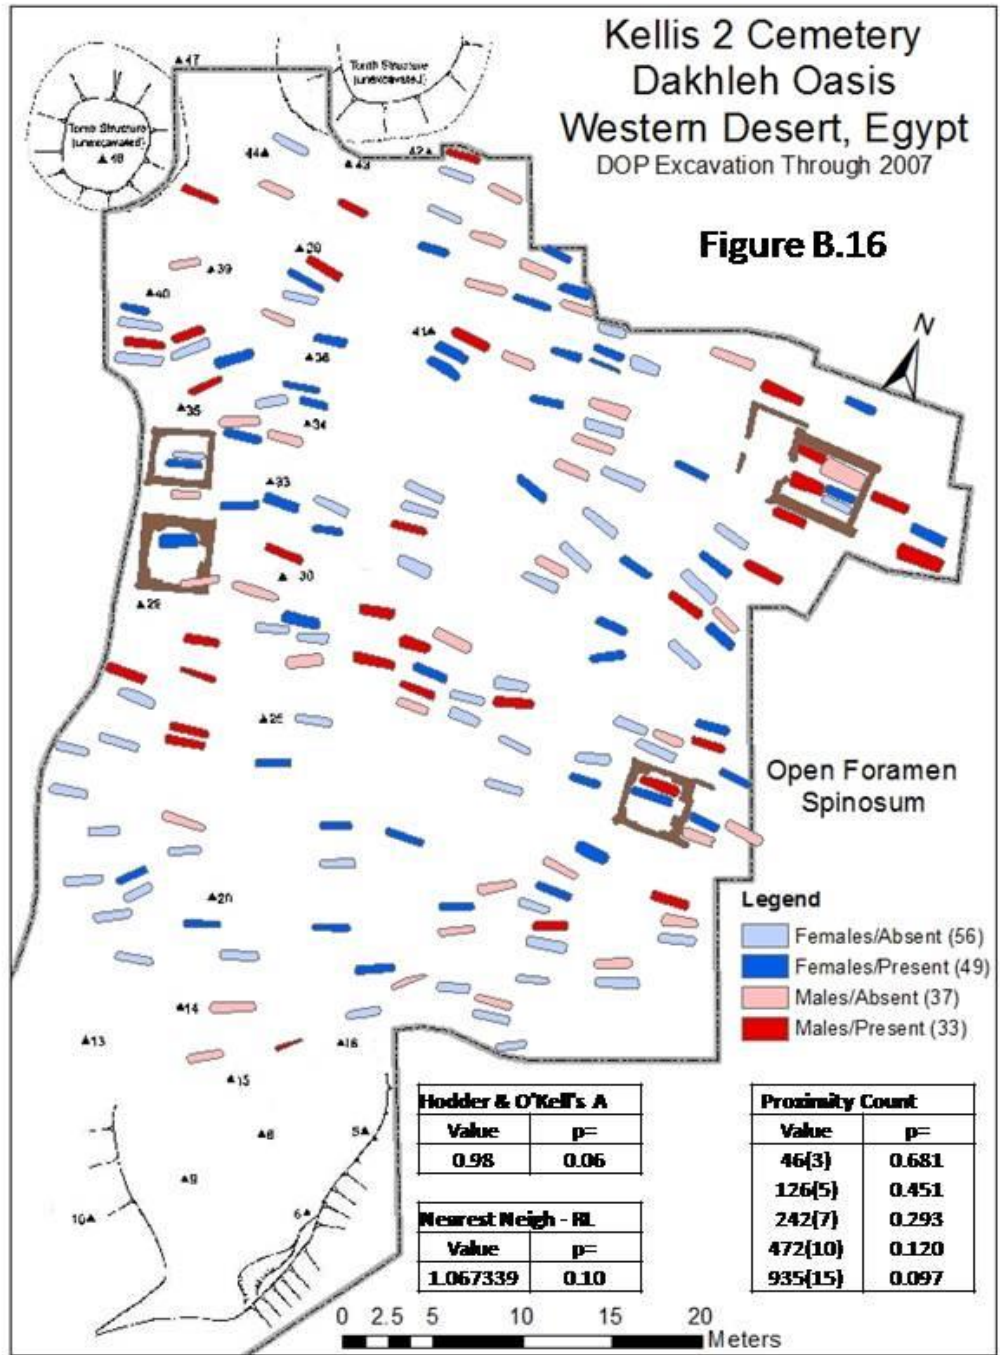 Kellis 2 Cemetery
Dakhleh Oasis
Western Desert, Egypt
DOP Excavation Through 2007
Figure B.16
47
Tomb Structure
(unexcavated)
Tomb Structure
(unexcavated)
44
43
42
N
39
40
41
36
35
34
33
30
29
25
Open Foramen
Spinosum
20
Legend
Females/Absent (56)
Females/Present (49)
Males/Absent (37)
Males/Present (33)
14
13
16
15
8
5
9
10
6
Hodder & O'Kell's A
Value p=
0.98 0.06
Nearest Neigh - RL
Value p=
1.067339 0.10
Proximity Count
Value p=
46(3) 0.681
126(5) 0.451
242(7) 0.293
472(10) 0.120
935(15) 0.097
0 2.5 5 10 15 20
Meters